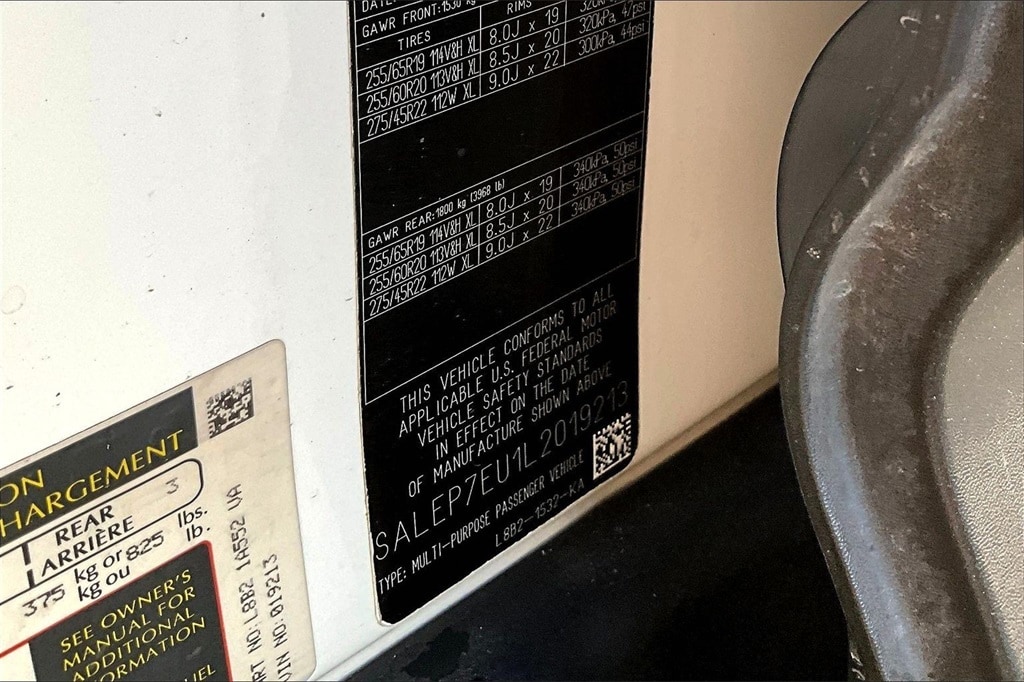 DATE:
GAWR FRONT:1530 kg
TIRES
RIMS
255/65R19 114V&H XL 8.0J x 19 320k
255/60R20 113V&H XL 8.5J x 20 320kPa, 47psi
275/45R22 112W XL 9.0J x 22 300kPa, 44psi
GAWR REAR:1800 kg (3968 lb)
255/65R19 114V&H XL 8.0J x 19 340kPa, 50psi
255/60R20 113V&H XL 8.5J x 20 340kPa, 50psi
275/45R22 112W XL 9.0J x 22 340kPa, 50psi
THIS VEHICLE CONFORMS TO ALL
APPLICABLE U.S. FEDERAL MOTOR
VEHICLE SAFETY STANDARDS
IN EFFECT ON THE DATE
OF MANUFACTURE SHOWN ABOVE
SALEP7EU1L2019213
TYPE: MULTI-PURPOSE PASSENGER VEHICLE
L8B2-1532-KA
ON
HARGEMENT
REAR
ARRIÈRE
3
375 kg or 825 lbs.
kg ou lb.
SEE OWNER'S
MANUAL FOR
ADDITIONAL
ORMATION
UEL
RT NO:L8B2 1A552 VA
VIN NO:019213